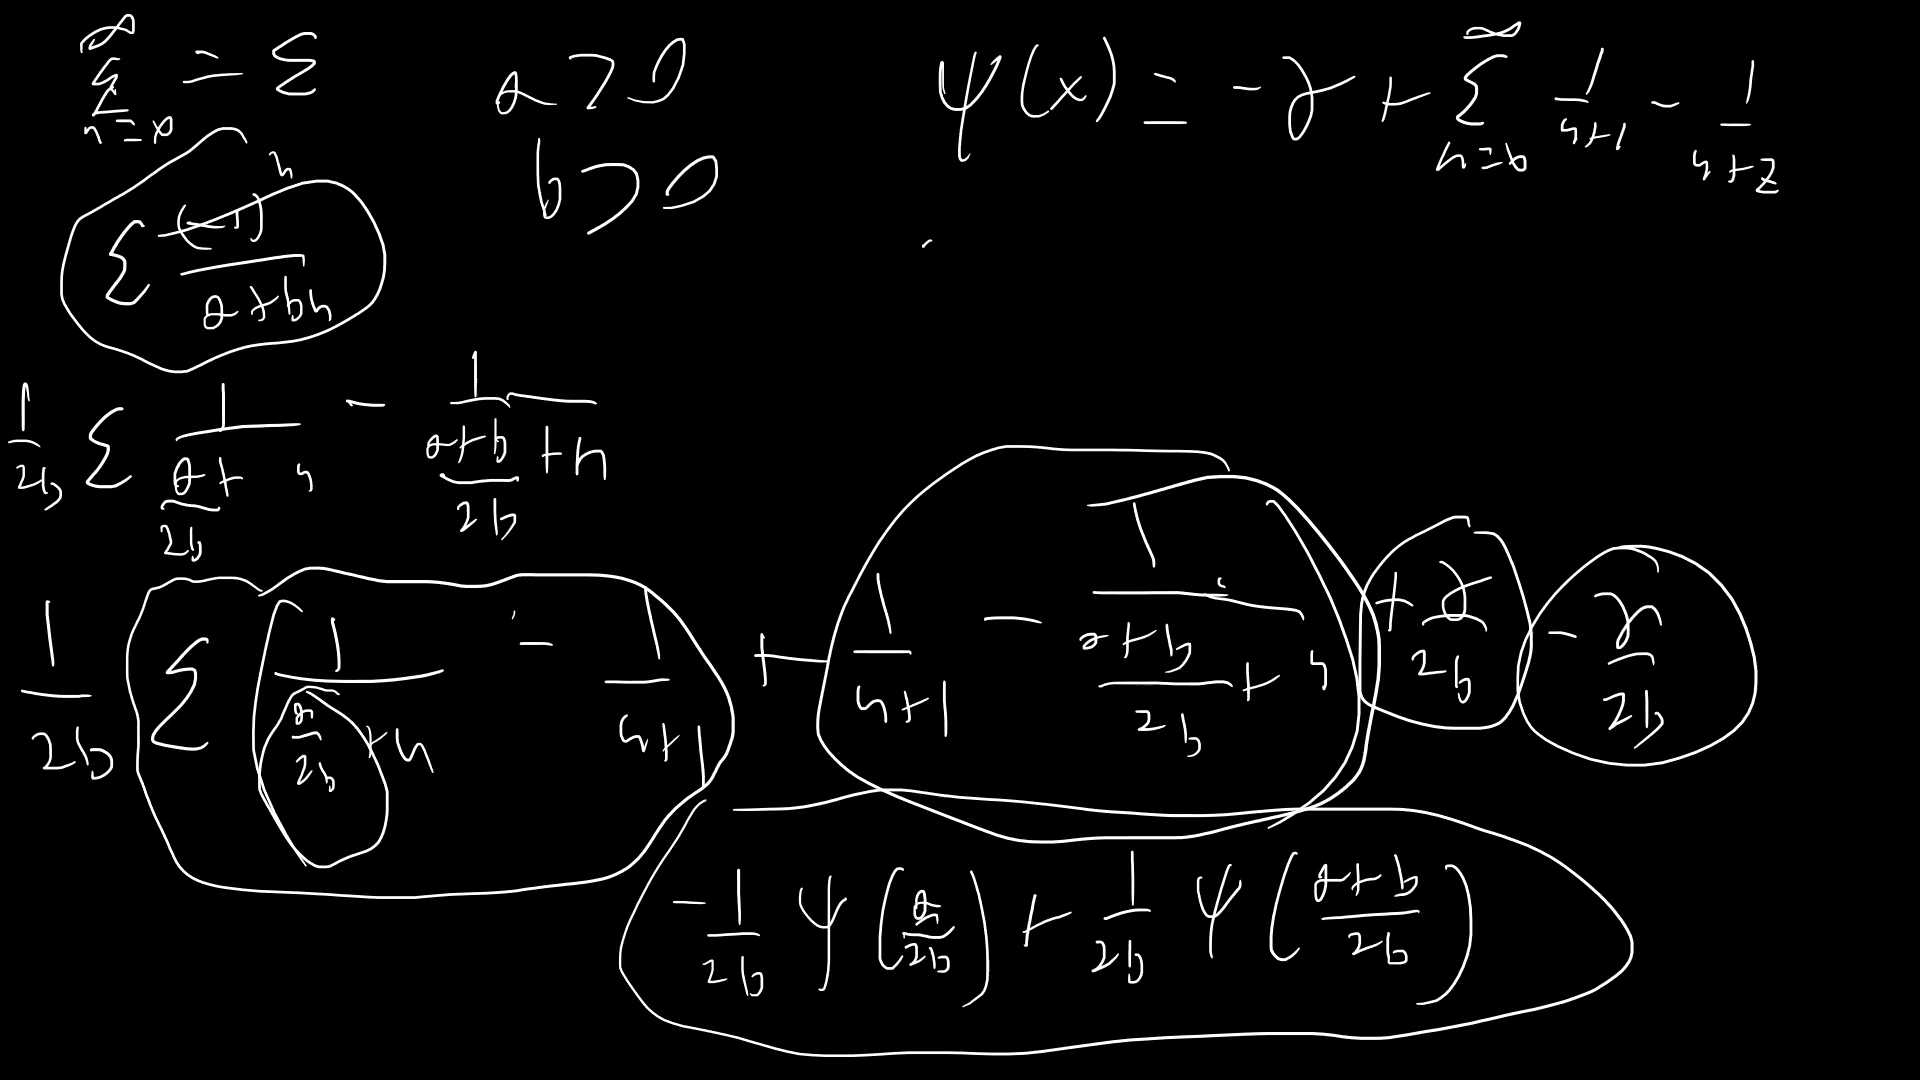 ∞
Σ = Σ
n=0
a>0
b>0
ψ(x) = -γ + Σ_{n=0}^{∞} 1/(n+1) - 1/(n+z)
Σ (-1)^n/(a+bn)
1/2b Σ 1/(a/2b + n) - 1/((a+b)/2b + n)
1/2b Σ 1/(a/2b + n) - 1/(n+1) + 1/(n+1) - 1/((a+b)/2b + n) + γ/2b - γ/2b
-1/2b ψ(a/2b) + 1/2b ψ((a+b)/2b)